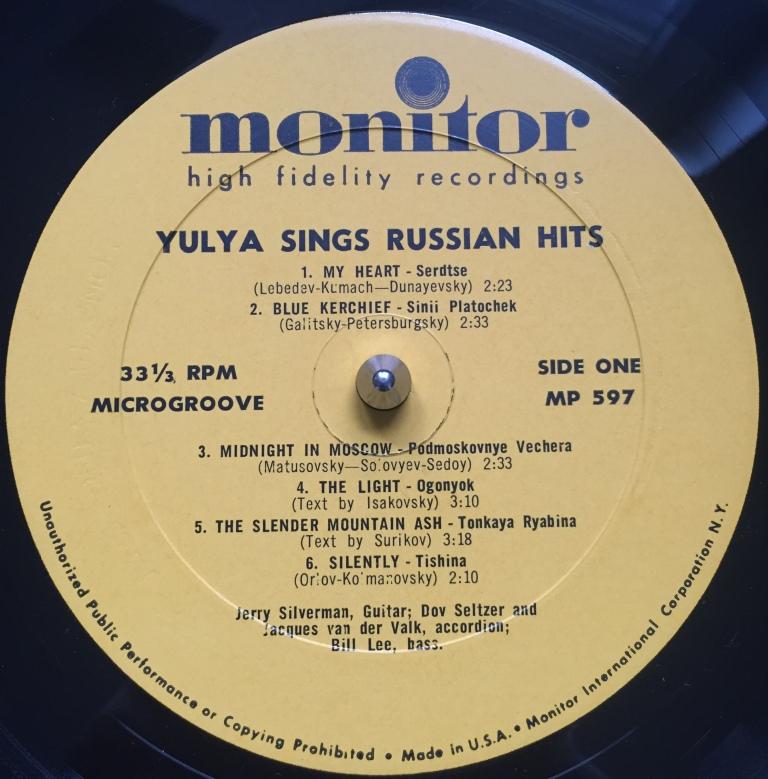 monitor
high fidelity recordings
YULYA SINGS RUSSIAN HITS
1. MY HEART - Serdtse
(Lebedev-Kumach—Dunayevsky) 2:23
2. BLUE KERCHIEF - Sinii Platochek
(Galitsky-Petersburgsky) 2:33
33⅓ RPM
MICROGROOVE
SIDE ONE
MP 597
3. MIDNIGHT IN MOSCOW - Podmoskovnye Vechera
(Matusovsky—Solovyev-Sedoy) 2:33
4. THE LIGHT - Ogonyok
(Text by Isakovsky) 3:10
5. THE SLENDER MOUNTAIN ASH - Tonkaya Ryabina
(Text by Surikov) 3:18
6. SILENTLY - Tishina
(Orlov-Kolmanovsky) 2:10
Jerry Silverman, Guitar; Dov Seltzer and
Jacques van der Valk, accordion;
Bill Lee, bass.
Unauthorized Public Performance or Copying Prohibited • Made in U.S.A. • Monitor International Corporation N.Y.